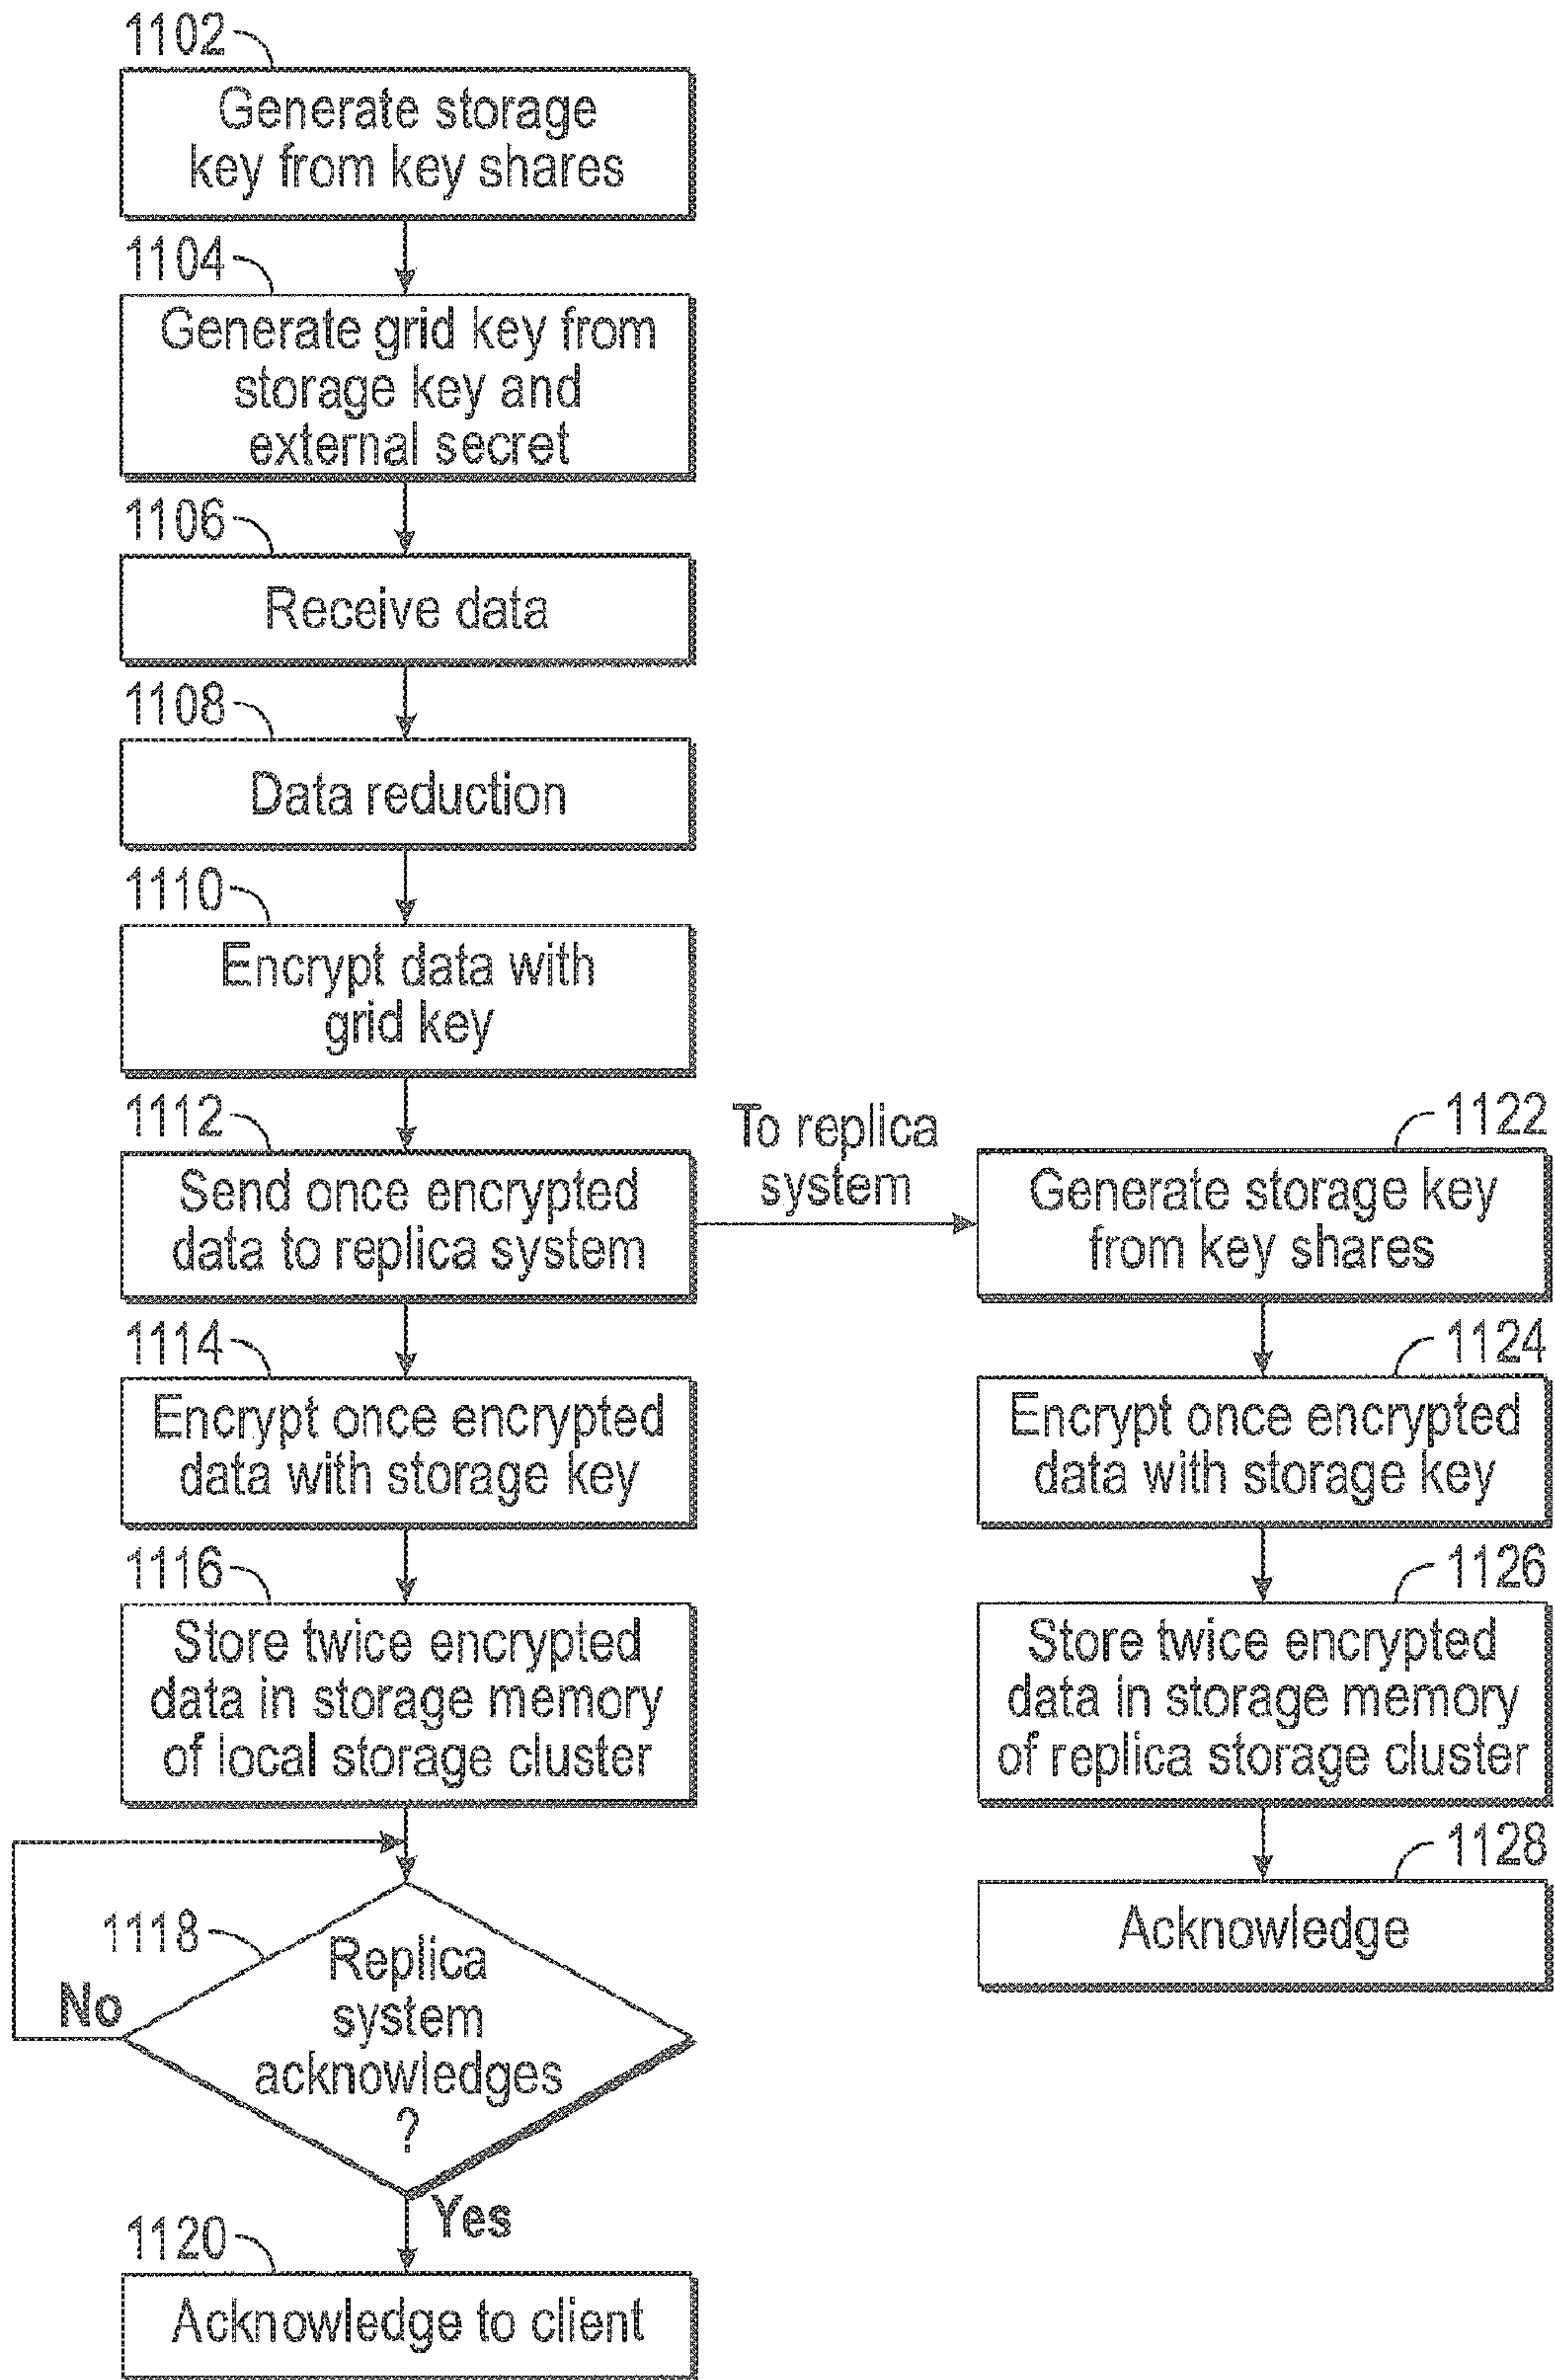 1102
Generate storage
key from key shares
1104
Generate grid key from
storage key and
external secret
1106
Receive data
1108
Data reduction
1110
Encrypt data with
grid key
1112
Send once encrypted
data to replica system
To replica
system
1114
Encrypt once encrypted
data with storage key
1116
Store twice encrypted
data in storage memory
of local storage cluster
1118
Replica
system
acknowledges
?
No
Yes
1120
Acknowledge to client
1122
Generate storage key
from key shares
1124
Encrypt once encrypted
data with storage key
1126
Store twice encrypted
data in storage memory
of replica storage cluster
1128
Acknowledge